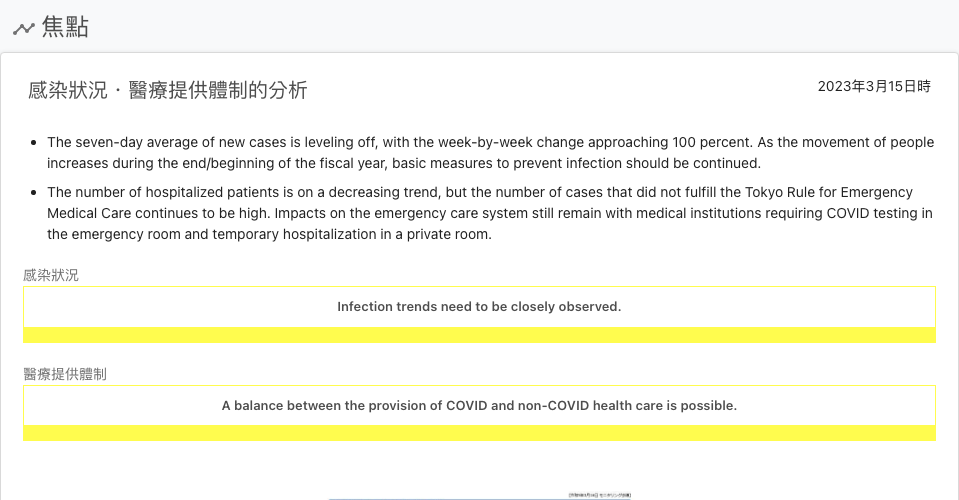 焦點
感染狀況・醫療提供體制的分析
2023年3月15日時
The seven-day average of new cases is leveling off, with the week-by-week change approaching 100 percent. As the movement of people
increases during the end/beginning of the fiscal year, basic measures to prevent infection should be continued.
The number of hospitalized patients is on a decreasing trend, but the number of cases that did not fulfill the Tokyo Rule for Emergency
Medical Care continues to be high. Impacts on the emergency care system still remain with medical institutions requiring COVID testing in
the emergency room and temporary hospitalization in a private room.
感染狀況
Infection trends need to be closely observed.
醫療提供體制
A balance between the provision of COVID and non-COVID health care is possible.